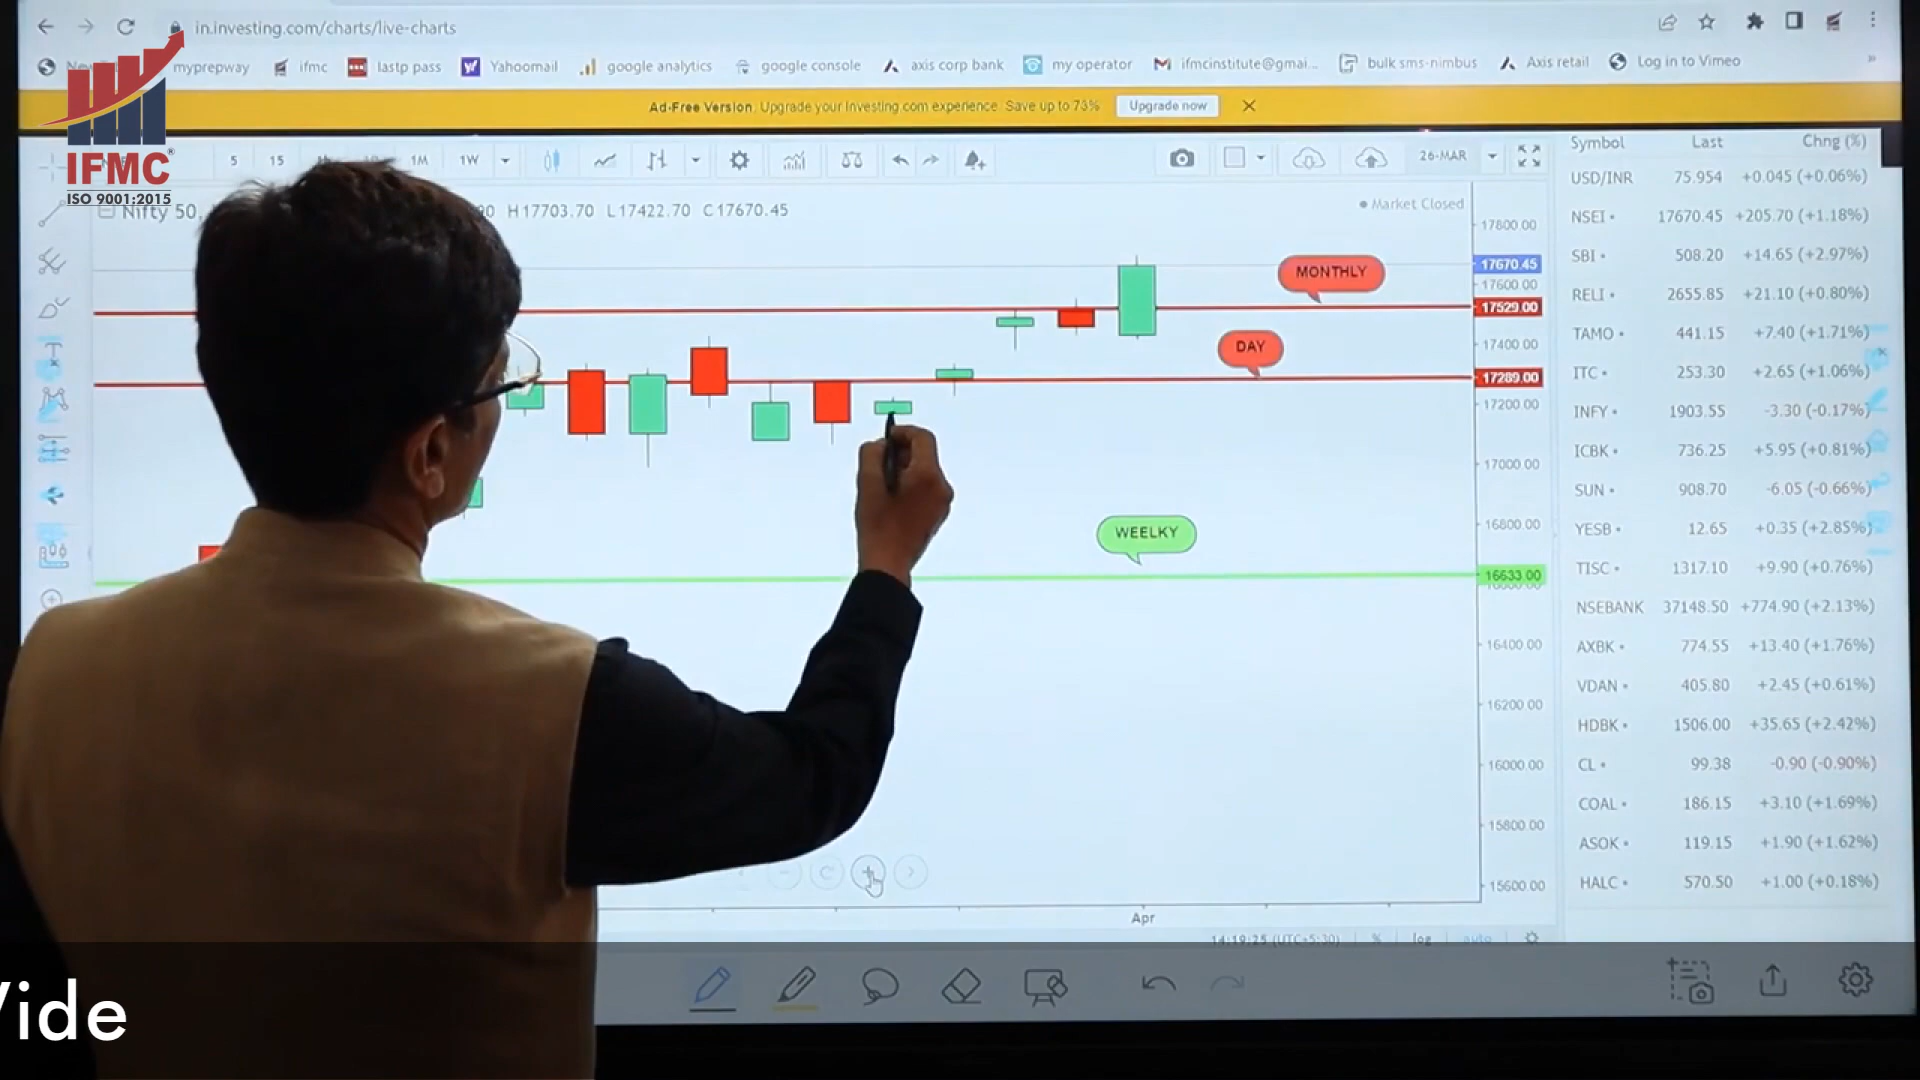 in.investing.com/charts/live-charts
myprepway ifmc lastp pass Yahoomail google analytics google console axis corp bank my operator ifmcinstitute@gmai... bulk sms-nimbus Axis retail Log in to Vimeo »
Ad-Free Version. Upgrade your Investing.com experience. Save up to 73% Upgrade now
IFMC®
ISO 9001:2015
5 15 1M 1W 26-MAR
Nifty 50, H17703.70 L17422.70 C17670.45
Market Closed
17800.00
17670.45
17600.00
17529.00
17400.00
17289.00
17200.00
17000.00
16800.00
16633.00
16400.00
16200.00
16000.00
15800.00
15600.00
MONTHLY
DAY
WEELKY
Apr
14:19:25 (UTC+5:30) % log auto
Symbol Last Chng (%)
USD/INR 75.954 +0.045 (+0.06%)
NSEI 17670.45 +205.70 (+1.18%)
SBI 508.20 +14.65 (+2.97%)
RELI 2655.85 +21.10 (+0.80%)
TAMO 441.15 +7.40 (+1.71%)
ITC 253.30 +2.65 (+1.06%)
INFY 1903.55 -3.30 (-0.17%)
ICBK 736.25 +5.95 (+0.81%)
SUN 908.70 -6.05 (-0.66%)
YESB 12.65 +0.35 (+2.85%)
TISC 1317.10 +9.90 (+0.76%)
NSEBANK 37148.50 +774.90 (+2.13%)
AXBK 774.55 +13.40 (+1.76%)
VDAN 405.80 +2.45 (+0.61%)
HDBK 1506.00 +35.65 (+2.42%)
CL 99.38 -0.90 (-0.90%)
COAL 186.15 +3.10 (+1.69%)
ASOK 119.15 +1.90 (+1.62%)
HALC 570.50 +1.00 (+0.18%)
Vide